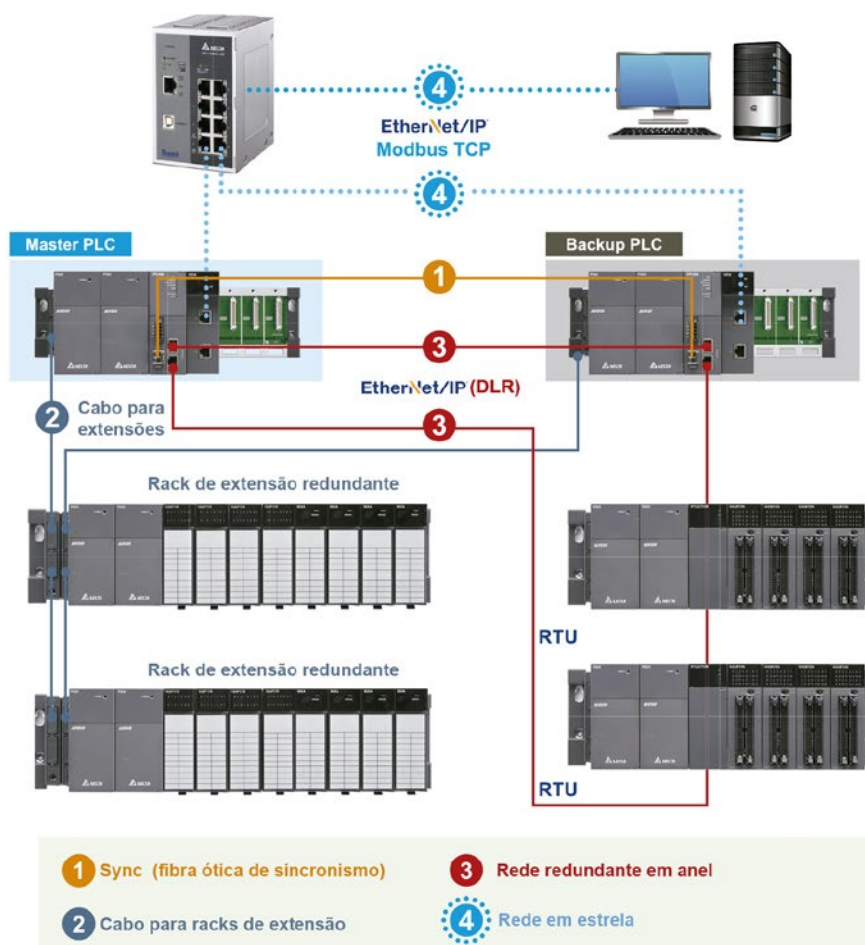 4
EtherNet/IP
Modbus TCP
4
Master PLC
Backup PLC
1
3
EtherNet/IP (DLR)
2 Cabo para
extensões
3
Rack de extensão redundante
RTU
Rack de extensão redundante
RTU
1 Sync (fibra ótica de sincronismo)
3 Rede redundante em anel
2 Cabo para racks de extensão
4 Rede em estrela